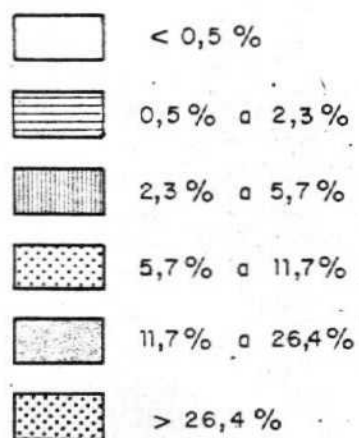 < 0,5 %
0,5 % a 2,3 %
2,3 % a 5,7 %
5,7 % a 11,7 %
11,7 % a 26,4 %
> 26,4 %